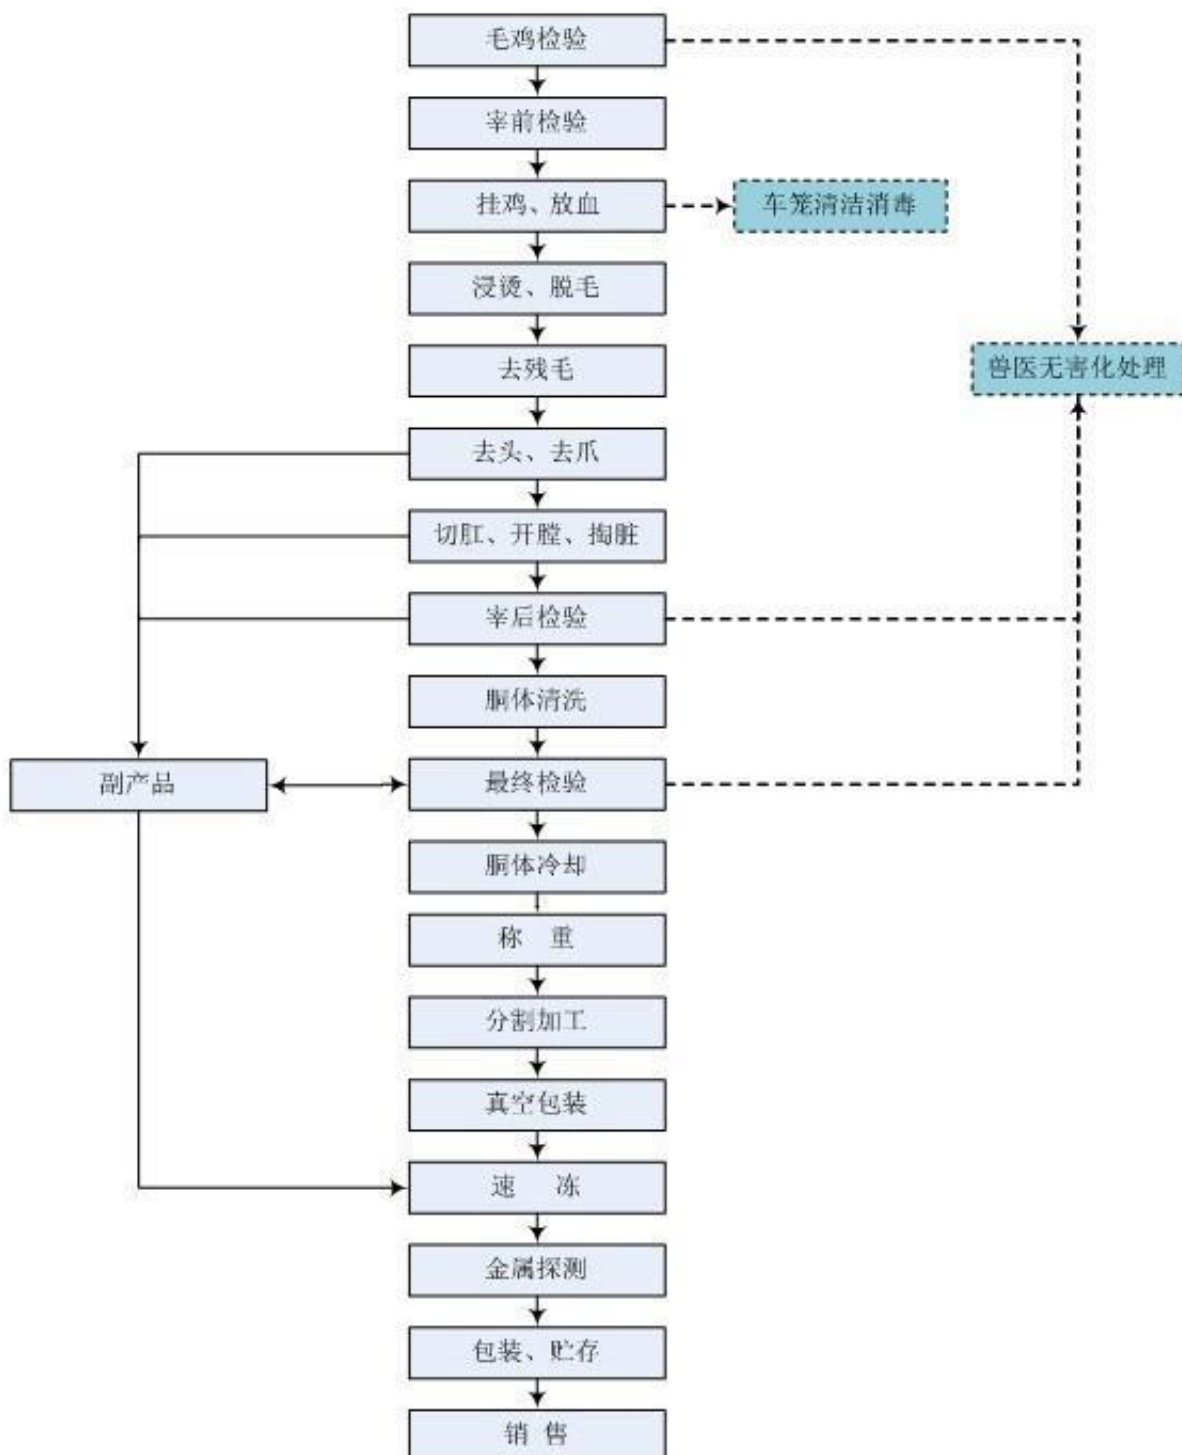 毛鸡检验
宰前检验
挂鸡、放血
车笼清洁消毒
浸烫、脱毛
兽医无害化处理
去残毛
去头、去爪
切肛、开膛、掏脏
宰后检验
胴体清洗
副产品
最终检验
胴体冷却
称 重
分割加工
真空包装
速 冻
金属探测
包装、贮存
销 售